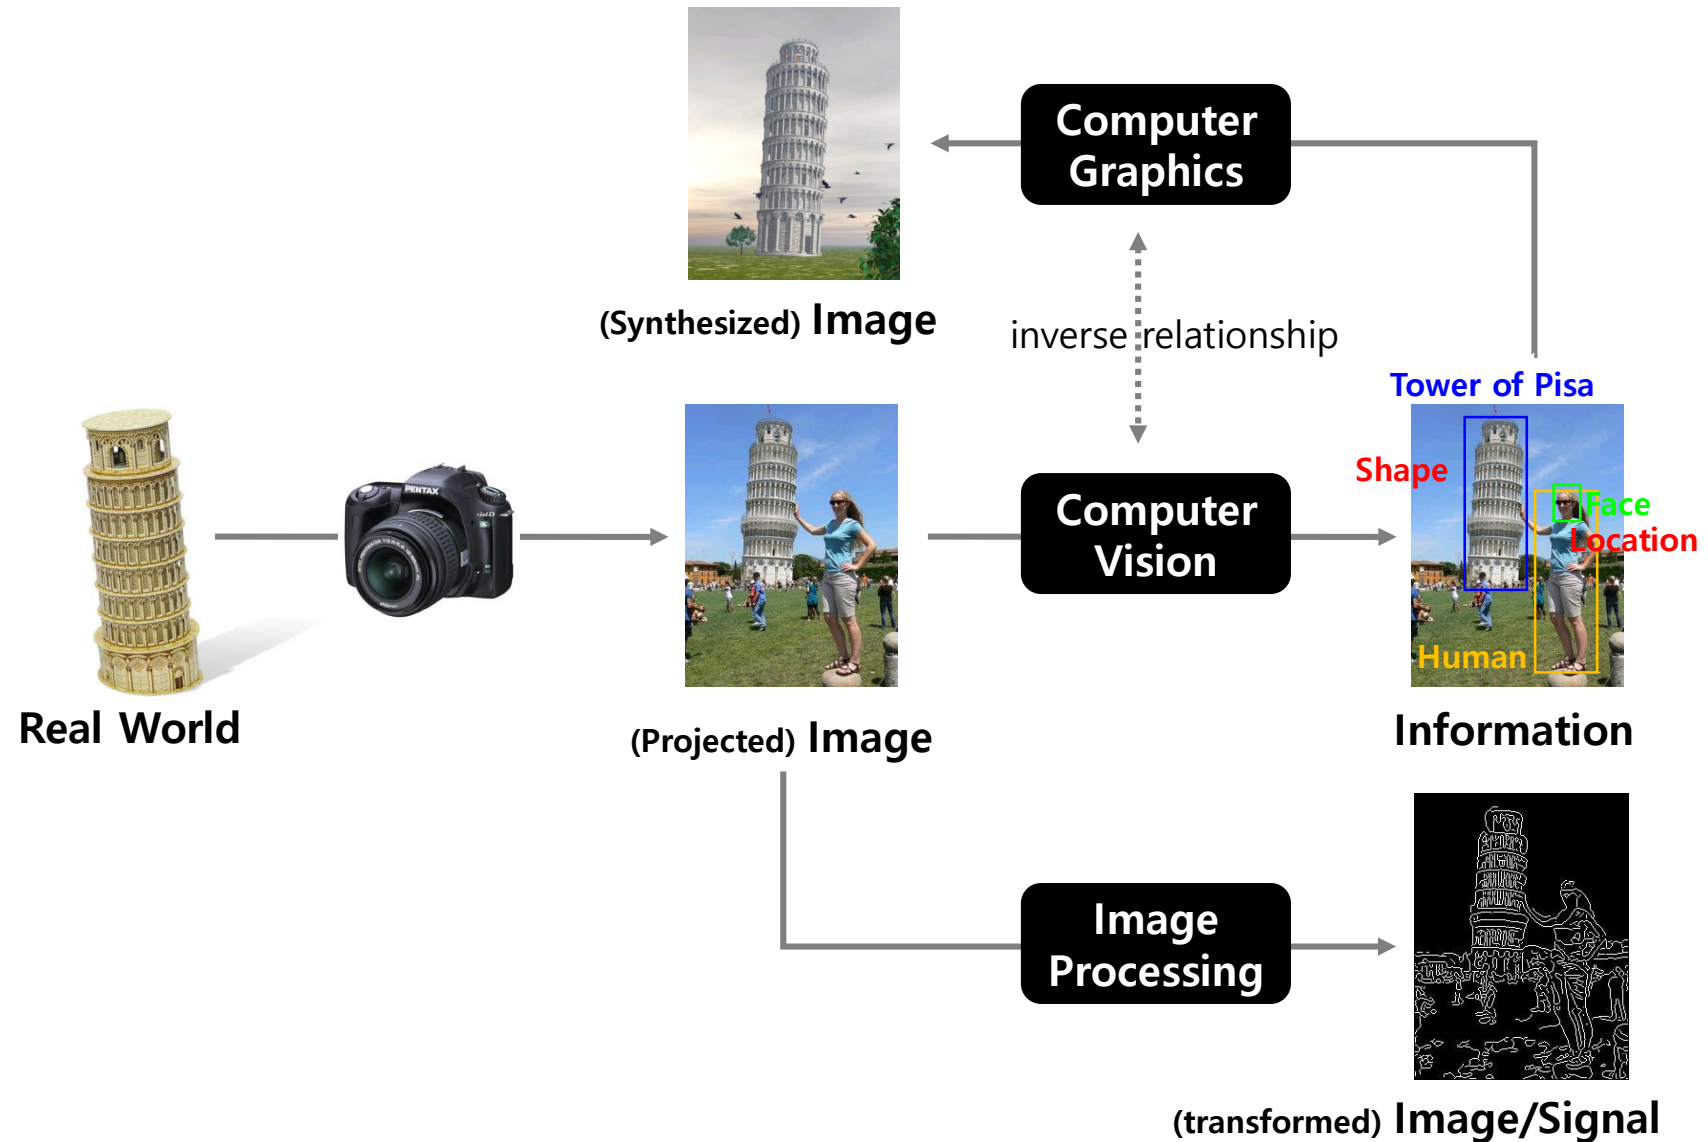 Computer
Graphics
(Synthesized) Image
inverse relationship
Tower of Pisa
Shape
Face
Location
Human
PENTAX
Computer
Vision
Real World
(Projected) Image
Information
Image
Processing
(transformed) Image/Signal